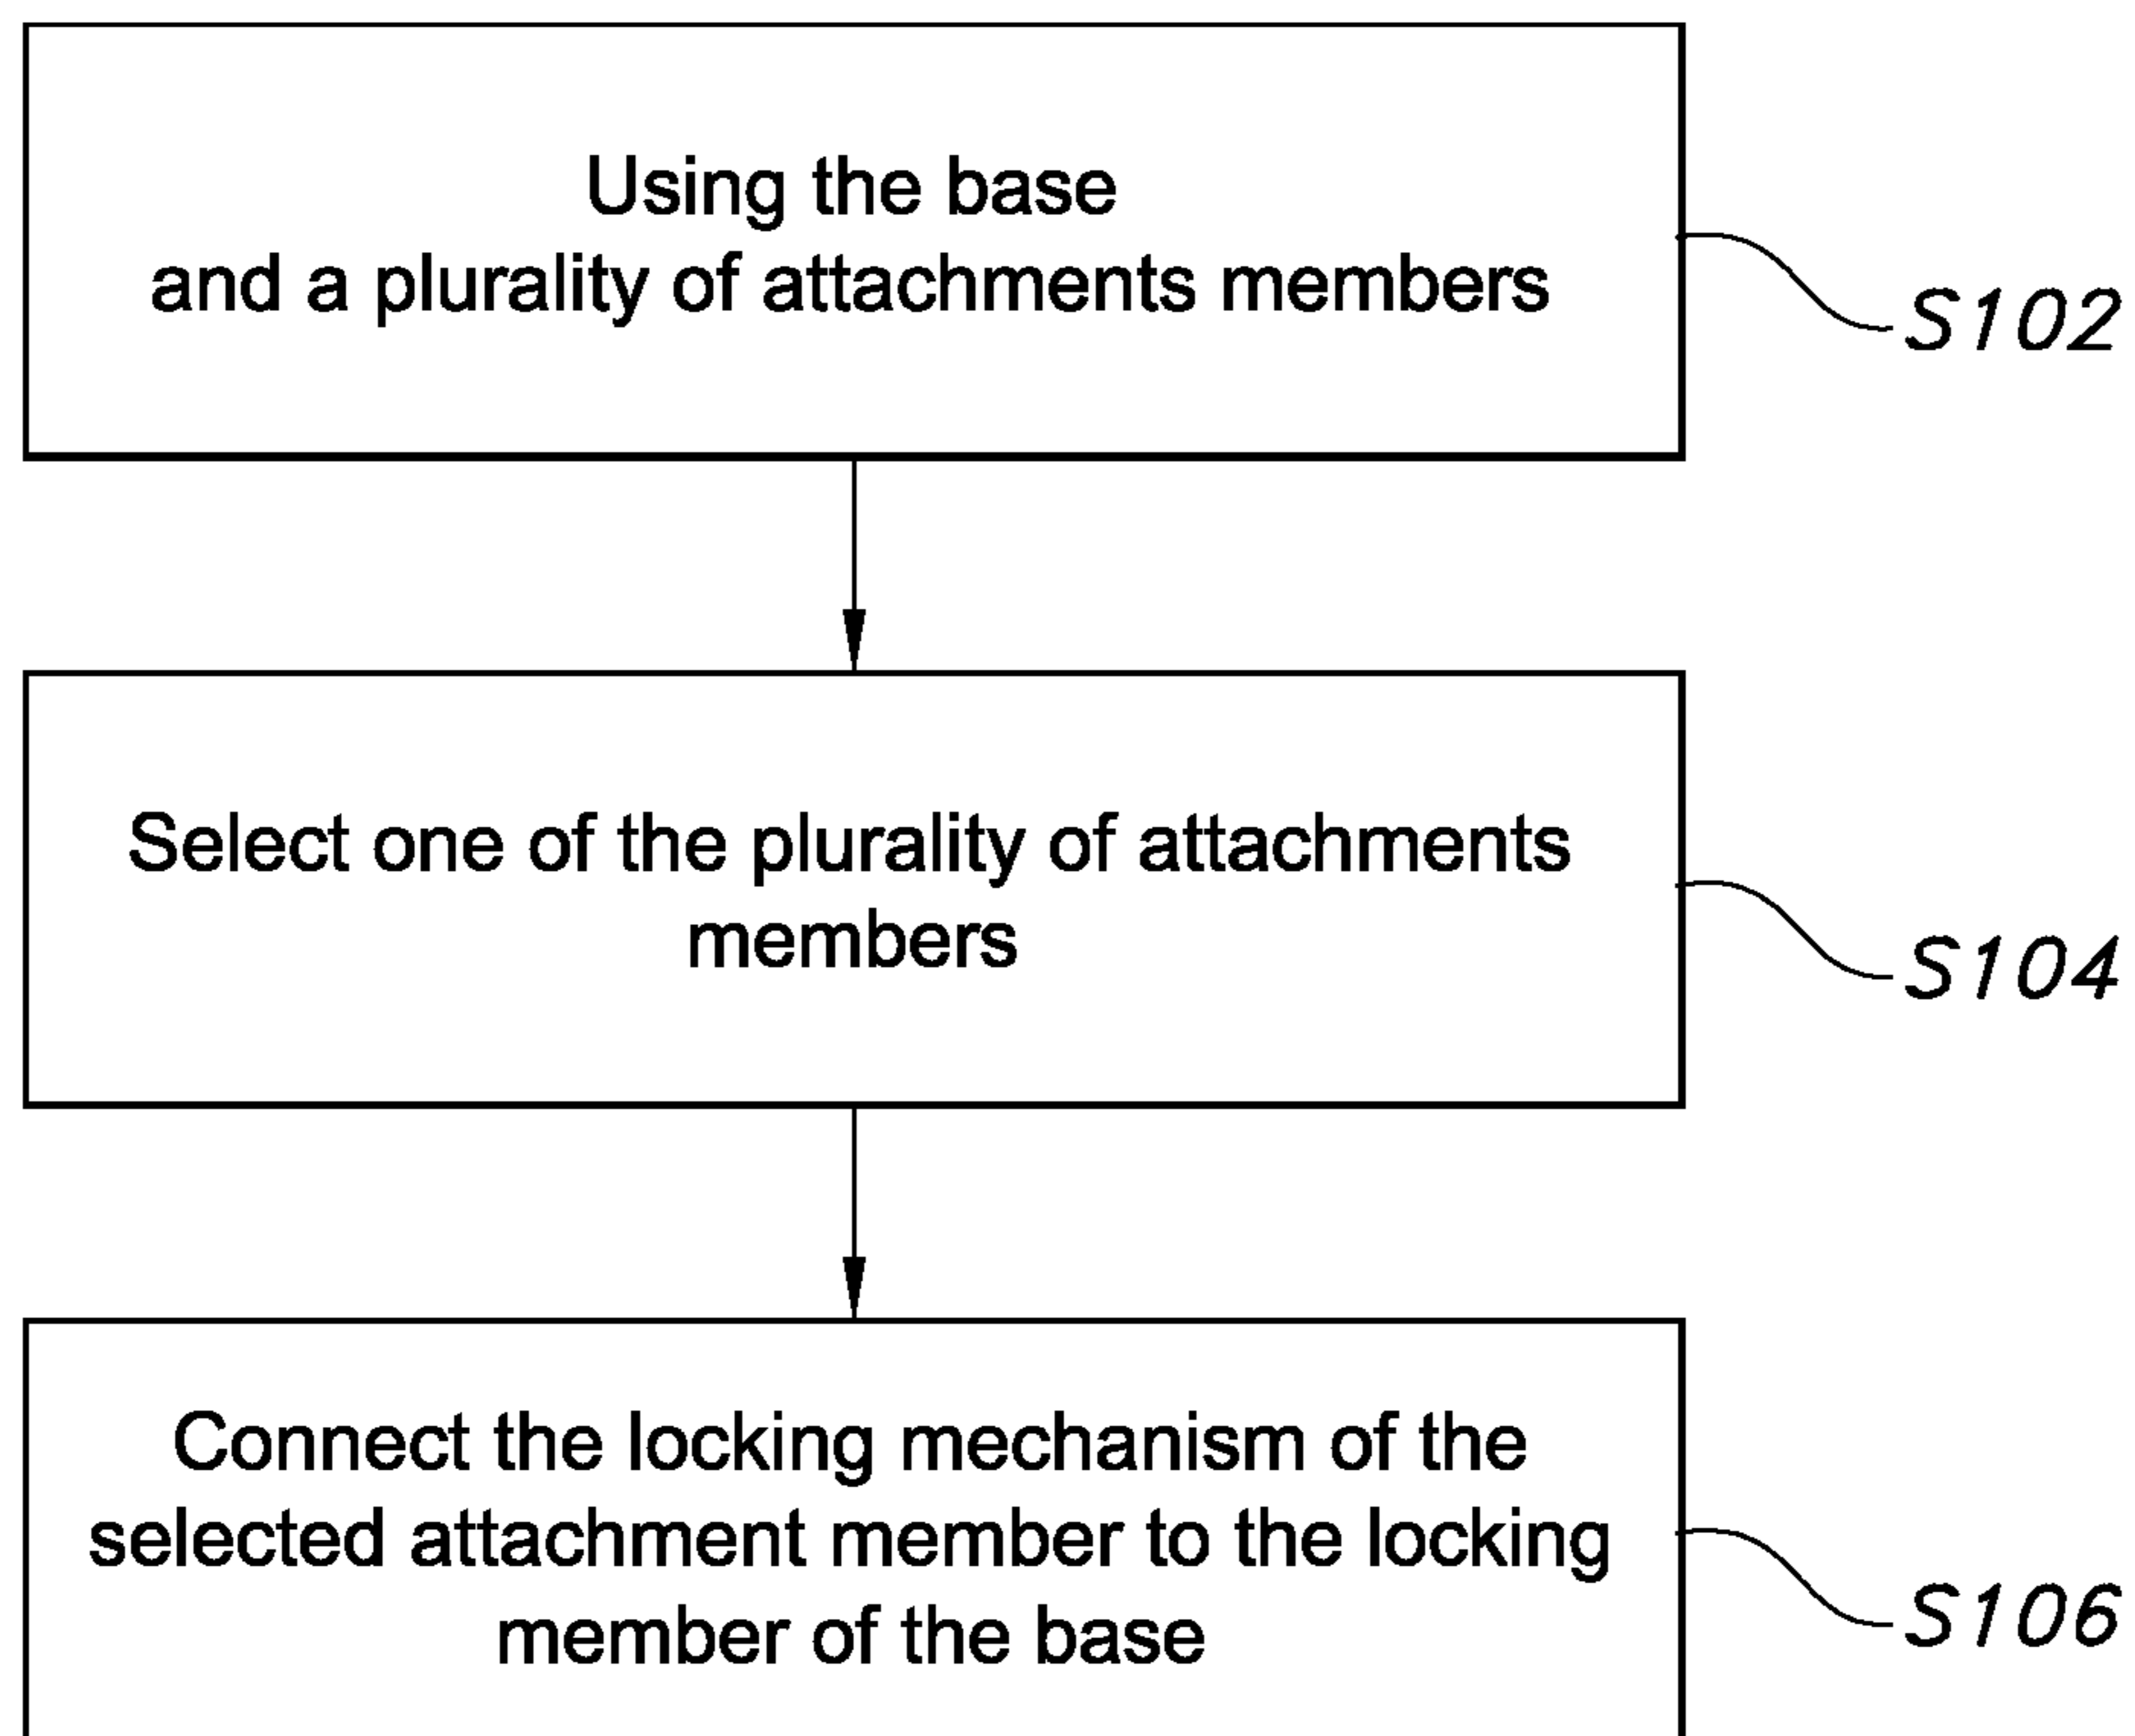 Using the base
and a plurality of attachments members
S102
Select one of the plurality of attachments
members
S104
Connect the locking mechanism of the
selected attachment member to the locking
member of the base
S106